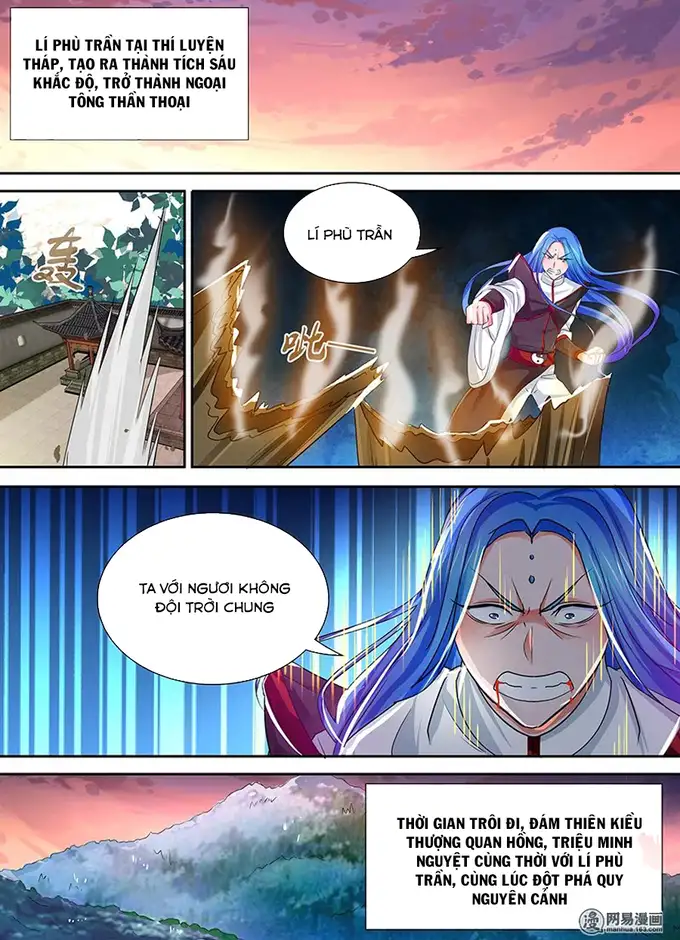 LÍ PHÙ TRẦN TẠI THÍ LUYỆN
THÁP, TẠO RA THÀNH TÍCH SÁU
KHẮC ĐỘ, TRỞ THÀNH NGOẠI
TÔNG THẦN THOẠI
轰
LÍ PHÙ TRẦN
呲
TA VỚI NGƯƠI KHÔNG
ĐỘI TRỜI CHUNG
THỜI GIAN TRÔI ĐI, ĐÁM THIÊN KIỀU
THƯỢNG QUAN HỒNG, TRIỆU MINH
NGUYỆT CÙNG THỜI VỚI LÍ PHÙ
TRẦN, CÙNG LÚC ĐỘT PHÁ QUY
NGUYÊN CẢNH
漫 网易漫画
manhua.163.com